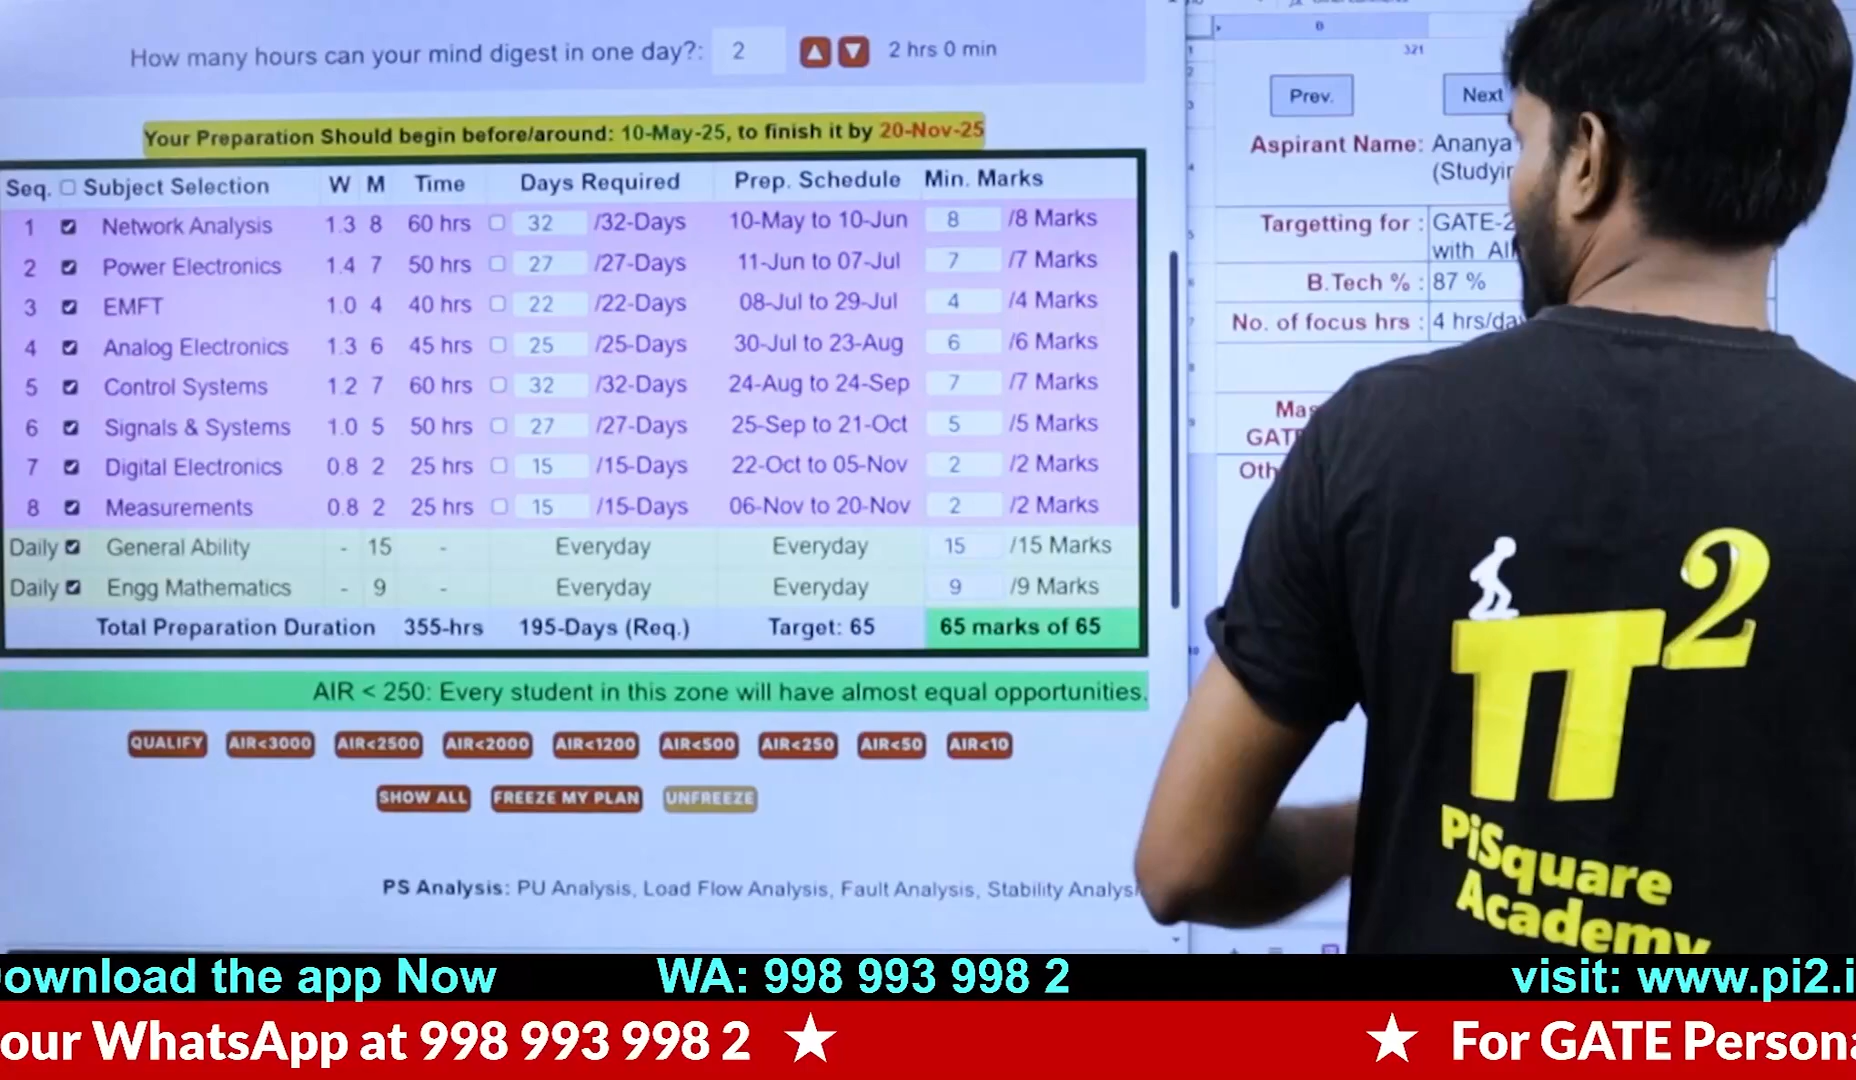 How many hours can your mind digest in one day?: 2 ▲ ▼ 2 hrs 0 min
Your Preparation Should begin before/around: 10-May-25, to finish it by 20-Nov-25
Seq. Subject Selection W M Time Days Required Prep. Schedule Min. Marks
1 Network Analysis 1.3 8 60 hrs 32 /32-Days 10-May to 10-Jun 8 /8 Marks
2 Power Electronics 1.4 7 50 hrs 27 /27-Days 11-Jun to 07-Jul 7 /7 Marks
3 EMFT 1.0 4 40 hrs 22 /22-Days 08-Jul to 29-Jul 4 /4 Marks
4 Analog Electronics 1.3 6 45 hrs 25 /25-Days 30-Jul to 23-Aug 6 /6 Marks
5 Control Systems 1.2 7 60 hrs 32 /32-Days 24-Aug to 24-Sep 7 /7 Marks
6 Signals & Systems 1.0 5 50 hrs 27 /27-Days 25-Sep to 21-Oct 5 /5 Marks
7 Digital Electronics 0.8 2 25 hrs 15 /15-Days 22-Oct to 05-Nov 2 /2 Marks
8 Measurements 0.8 2 25 hrs 15 /15-Days 06-Nov to 20-Nov 2 /2 Marks
Daily General Ability - 15 - Everyday Everyday 15 /15 Marks
Daily Engg Mathematics - 9 - Everyday Everyday 9 /9 Marks
Total Preparation Duration 355-hrs 195-Days (Req.) Target: 65 65 marks of 65
AIR < 250: Every student in this zone will have almost equal opportunities.
QUALIFY AIR<3000 AIR<2500 AIR<2000 AIR<1200 AIR<500 AIR<250 AIR<50 AIR<10
SHOW ALL FREEZE MY PLAN UNFREEZE
PS Analysis: PU Analysis, Load Flow Analysis, Fault Analysis, Stability Analys
B
321
Prev. Next
Aspirant Name: Ananya
(Studyin
Targetting for : GATE-2
with AI
B.Tech % : 87 %
No. of focus hrs : 4 hrs/day
Mas
GAT
Oth
π2
PiSquare
Academy
ownload the app Now WA: 998 993 998 2 visit: www.pi2.i
our WhatsApp at 998 993 998 2 ★ ★ For GATE Persona